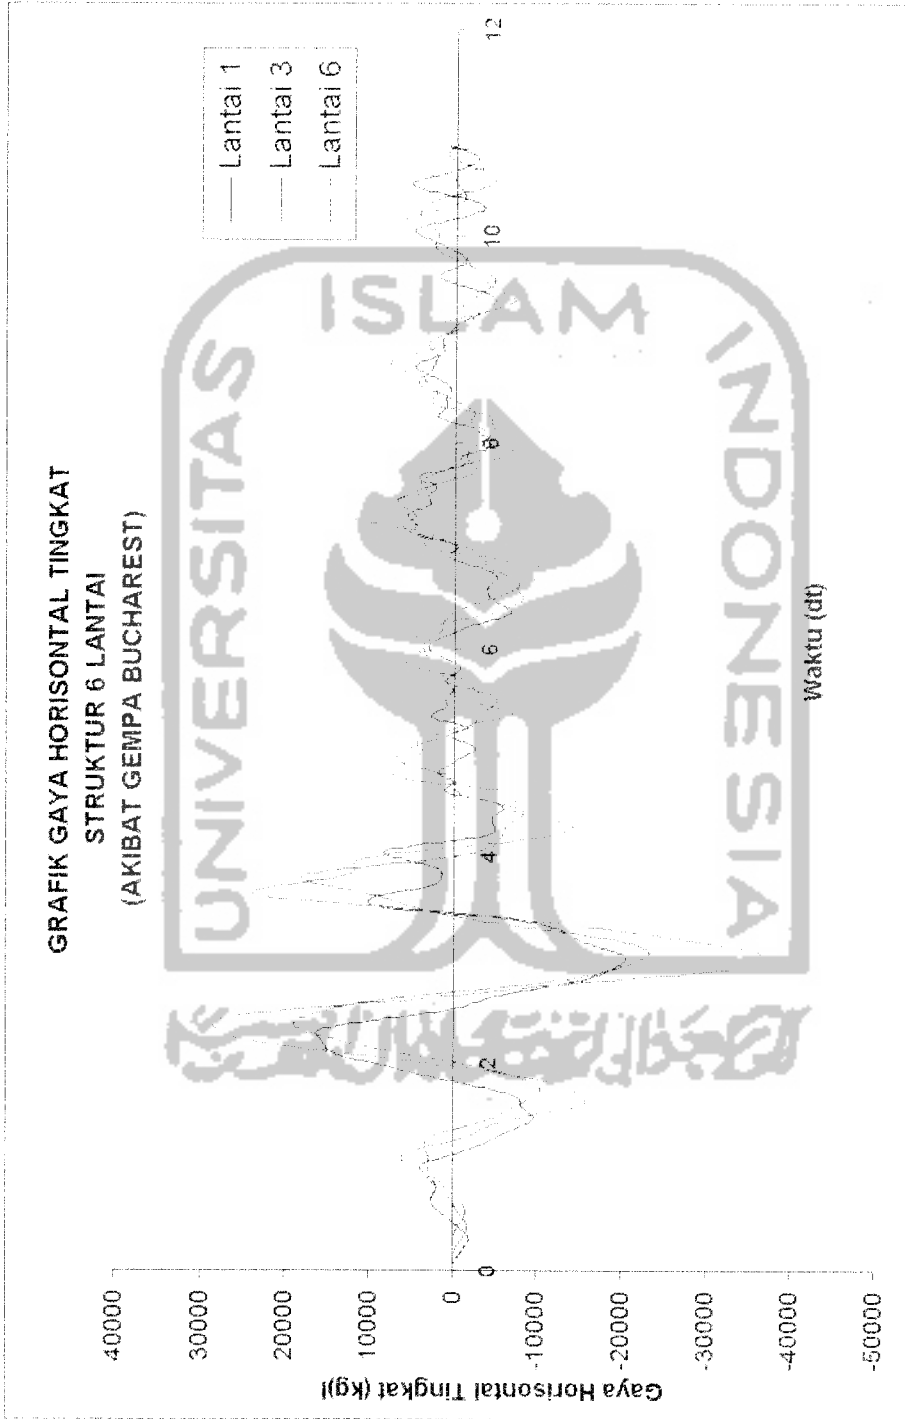 GRAFIK GAYA HORISONTAL TINGKAT
STRUKTUR 6 LANTAI
(AKIBAT GEMPA BUCHAREST)
Lantai 1
Lantai 3
Lantai 6
Gaya Horisontal Tingkat (kg)l
40000
30000
20000
10000
0
-10000
-20000
-30000
-40000
-50000
0
2
4
6
8
10
12
Waktu (dt)
UNIVERSITAS
ISLAM
INDONESIA